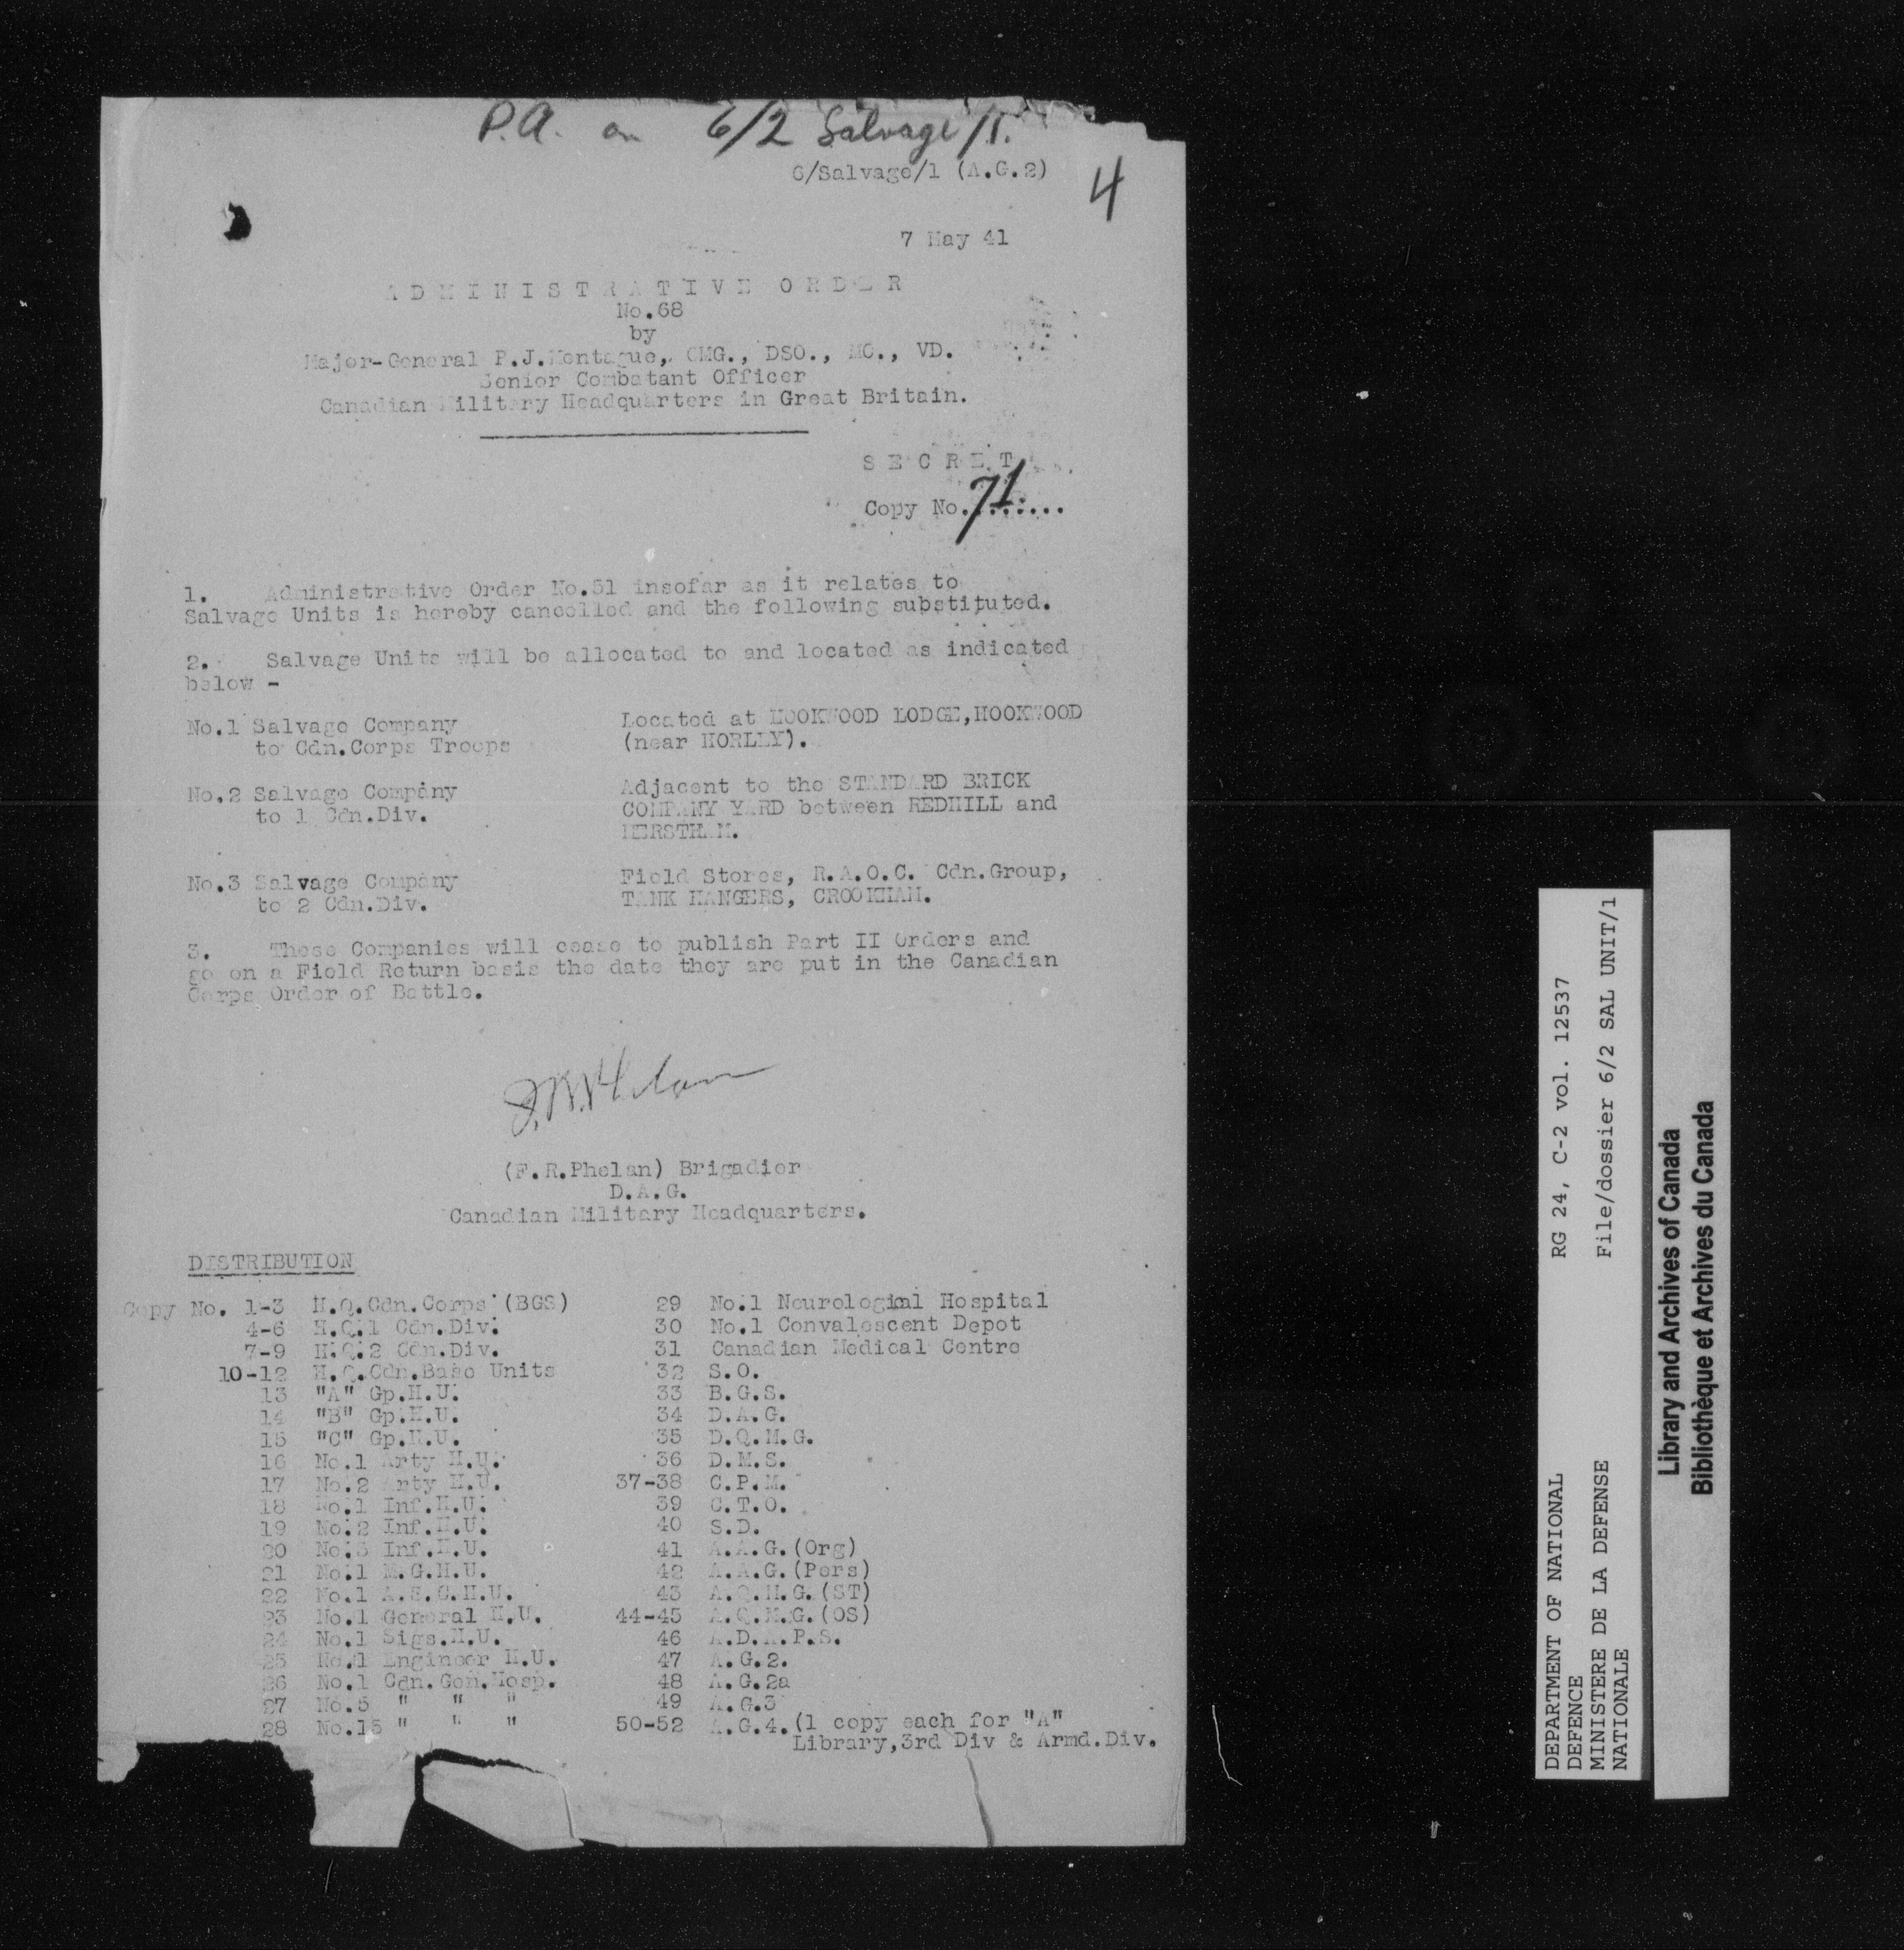 P.A. on 6/2 Salvage/1.
6/Salvage/1 (A.G.2)
4
7 May 41
ADMINISTRATIVE ORDER
No.68
by
Major-General P.J.Montague, CMG., DSO., MC., VD.
Senior Combatant Officer
Canadian Military Headquarters in Great Britain.
SECRET
Copy No.71......
1. Administrative Order No.51 insofar as it relates to
Salvage Units is hereby cancelled and the following substituted.
2. Salvage Units will be allocated to and located as indicated
below -
No.1 Salvage Company
to Cdn.Corps Troops
Located at HOOKWOOD LODGE,HOOKWOOD
(near HORLEY).
No.2 Salvage Company
to 1 Cdn.Div.
Adjacent to the STANDARD BRICK
COMPANY YARD between REDHILL and
MERSTHAM.
No.3 Salvage Company
to 2 Cdn.Div.
Field Stores, R.A.O.C. Cdn.Group,
TANK HANGERS, CROOKHAM.
3. These Companies will cease to publish Part II Orders and
go on a Field Return basis the date they are put in the Canadian
Corps Order of Battle.
(F.R.Phelan) Brigadier
D.A.G.
Canadian Military Headquarters.
DISTRIBUTION
Copy No. 1-3 H.Q.Cdn.Corps (BGS)
4-6 H.Q.1 Cdn.Div.
7-9 H.Q.2 Cdn.Div.
10-12 H.Q.Cdn.Base Units
13 "A" Gp.H.U.
14 "B" Gp.H.U.
15 "C" Gp.H.U.
16 No.1 Arty H.U.
17 No.2 Arty H.U.
18 No.1 Inf.H.U.
19 No.2 Inf.H.U.
20 No.3 Inf.H.U.
21 No.1 M.G.H.U.
22 No.1 A.S.C.H.U.
23 No.1 General H.U.
24 No.1 Sigs.H.U.
25 No.1 Engineer H.U.
26 No.1 Cdn.Gen.Hosp.
27 No.5 " " "
28 No.15 " " "
29 No.1 Neurological Hospital
30 No.1 Convalescent Depot
31 Canadian Medical Centre
32 S.O.
33 B.G.S.
34 D.A.G.
35 D.Q.M.G.
36 D.M.S.
37-38 C.P.M.
39 C.T.O.
40 S.D.
41 A.A.G.(Org)
42 A.A.G.(Pers)
43 A.Q.M.G.(ST)
44-45 A.Q.M.G.(OS)
46 A.D.A.P.S.
47 A.G.2.
48 A.G.2a
49 A.G.3
50-52 A.G.4.(1 copy each for "A"
Library,3rd Div & Armd.Div.
DEPARTMENT OF NATIONAL
DEFENCE
MINISTERE DE LA DEFENSE
NATIONALE
RG 24, C-2 vol. 12537
File/dossier 6/2 SAL UNIT/1
Library and Archives of Canada
Bibliothèque et Archives du Canada